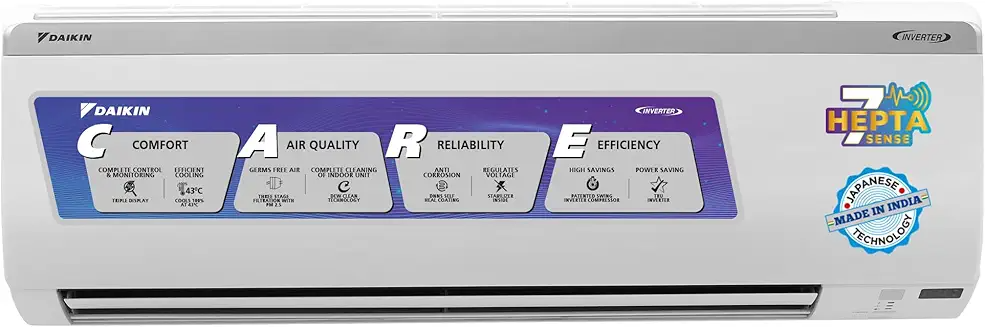 DAIKIN
INVERTER
DAIKIN
INVERTER
C COMFORT
COMPLETE CONTROL
& MONITORING
TRIPLE DISPLAY
EFFICIENT
COOLING
43°C
COOLS 100%
AT 43°C
A AIR QUALITY
GERMS FREE AIR
THREE STAGE
FILTRATION WITH
PM 2.5
COMPLETE CLEANING
OF INDOOR UNIT
DEW CLEAN
TECHNOLOGY
R RELIABILITY
ANTI
CORROSION
DNNS SELF
HEAL COATING
REGULATES
VOLTAGE
STABILIZER
INSIDE
E EFFICIENCY
HIGH SAVINGS
PATENTED SWING
INVERTER COMPRESSOR
POWER SAVING
TRU
INVERTER
7
HEPTA
SENSE
JAPANESE
MADE IN INDIA
TECHNOLOGY